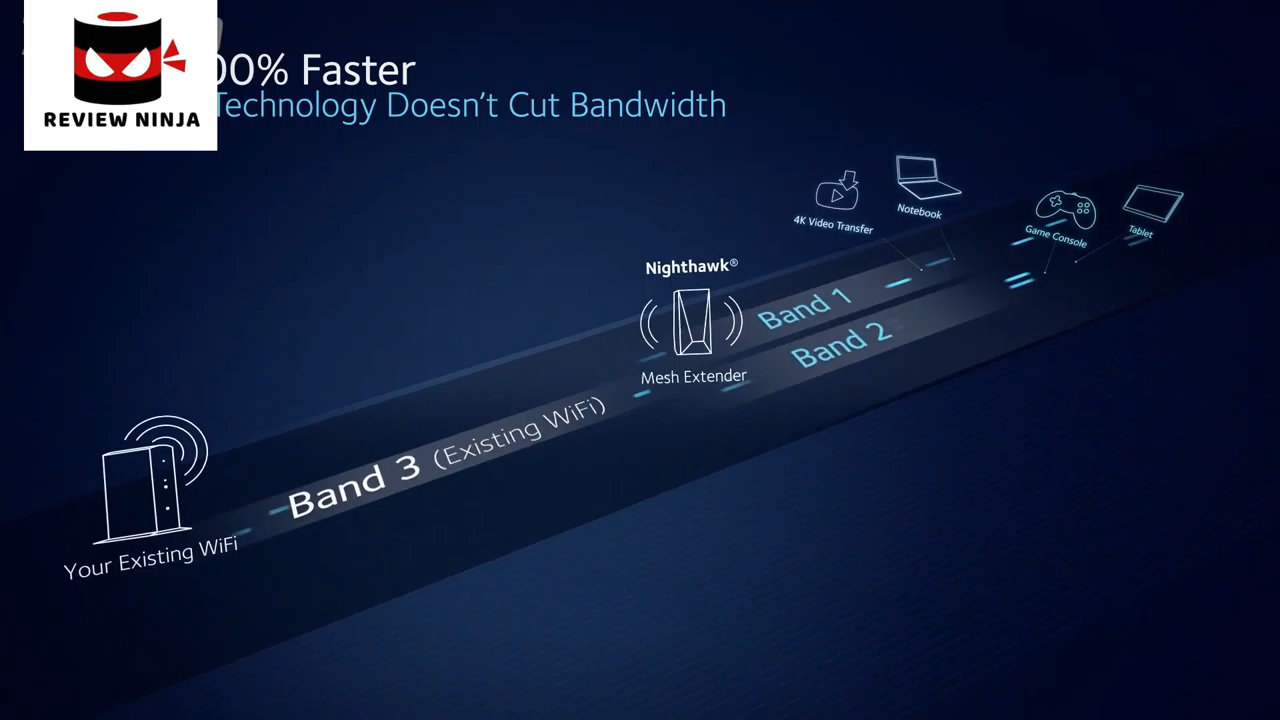 REVIEW NINJA
00% Faster
Technology Doesn't Cut Bandwidth
4K Video Transfer
Notebook
Game Console
Tablet
Nighthawk®
Band 1
Band 2
Mesh Extender
Band 3 (Existing WiFi)
Your Existing WiFi